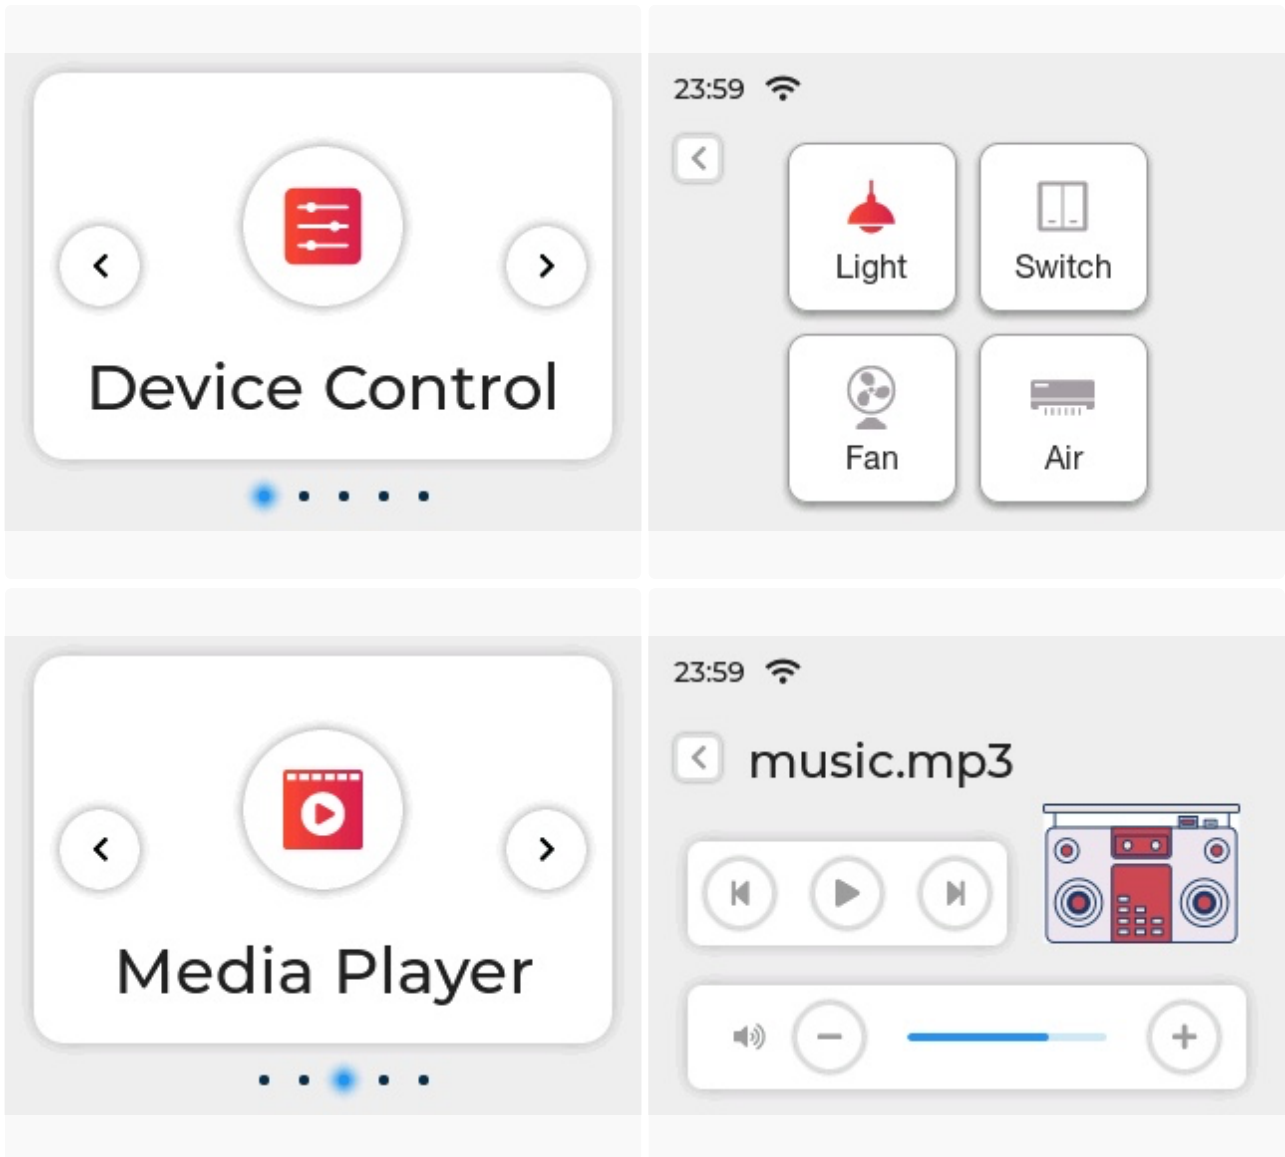 Device Control
23:59
Light
Switch
Fan
Air
Media Player
23:59
music.mp3